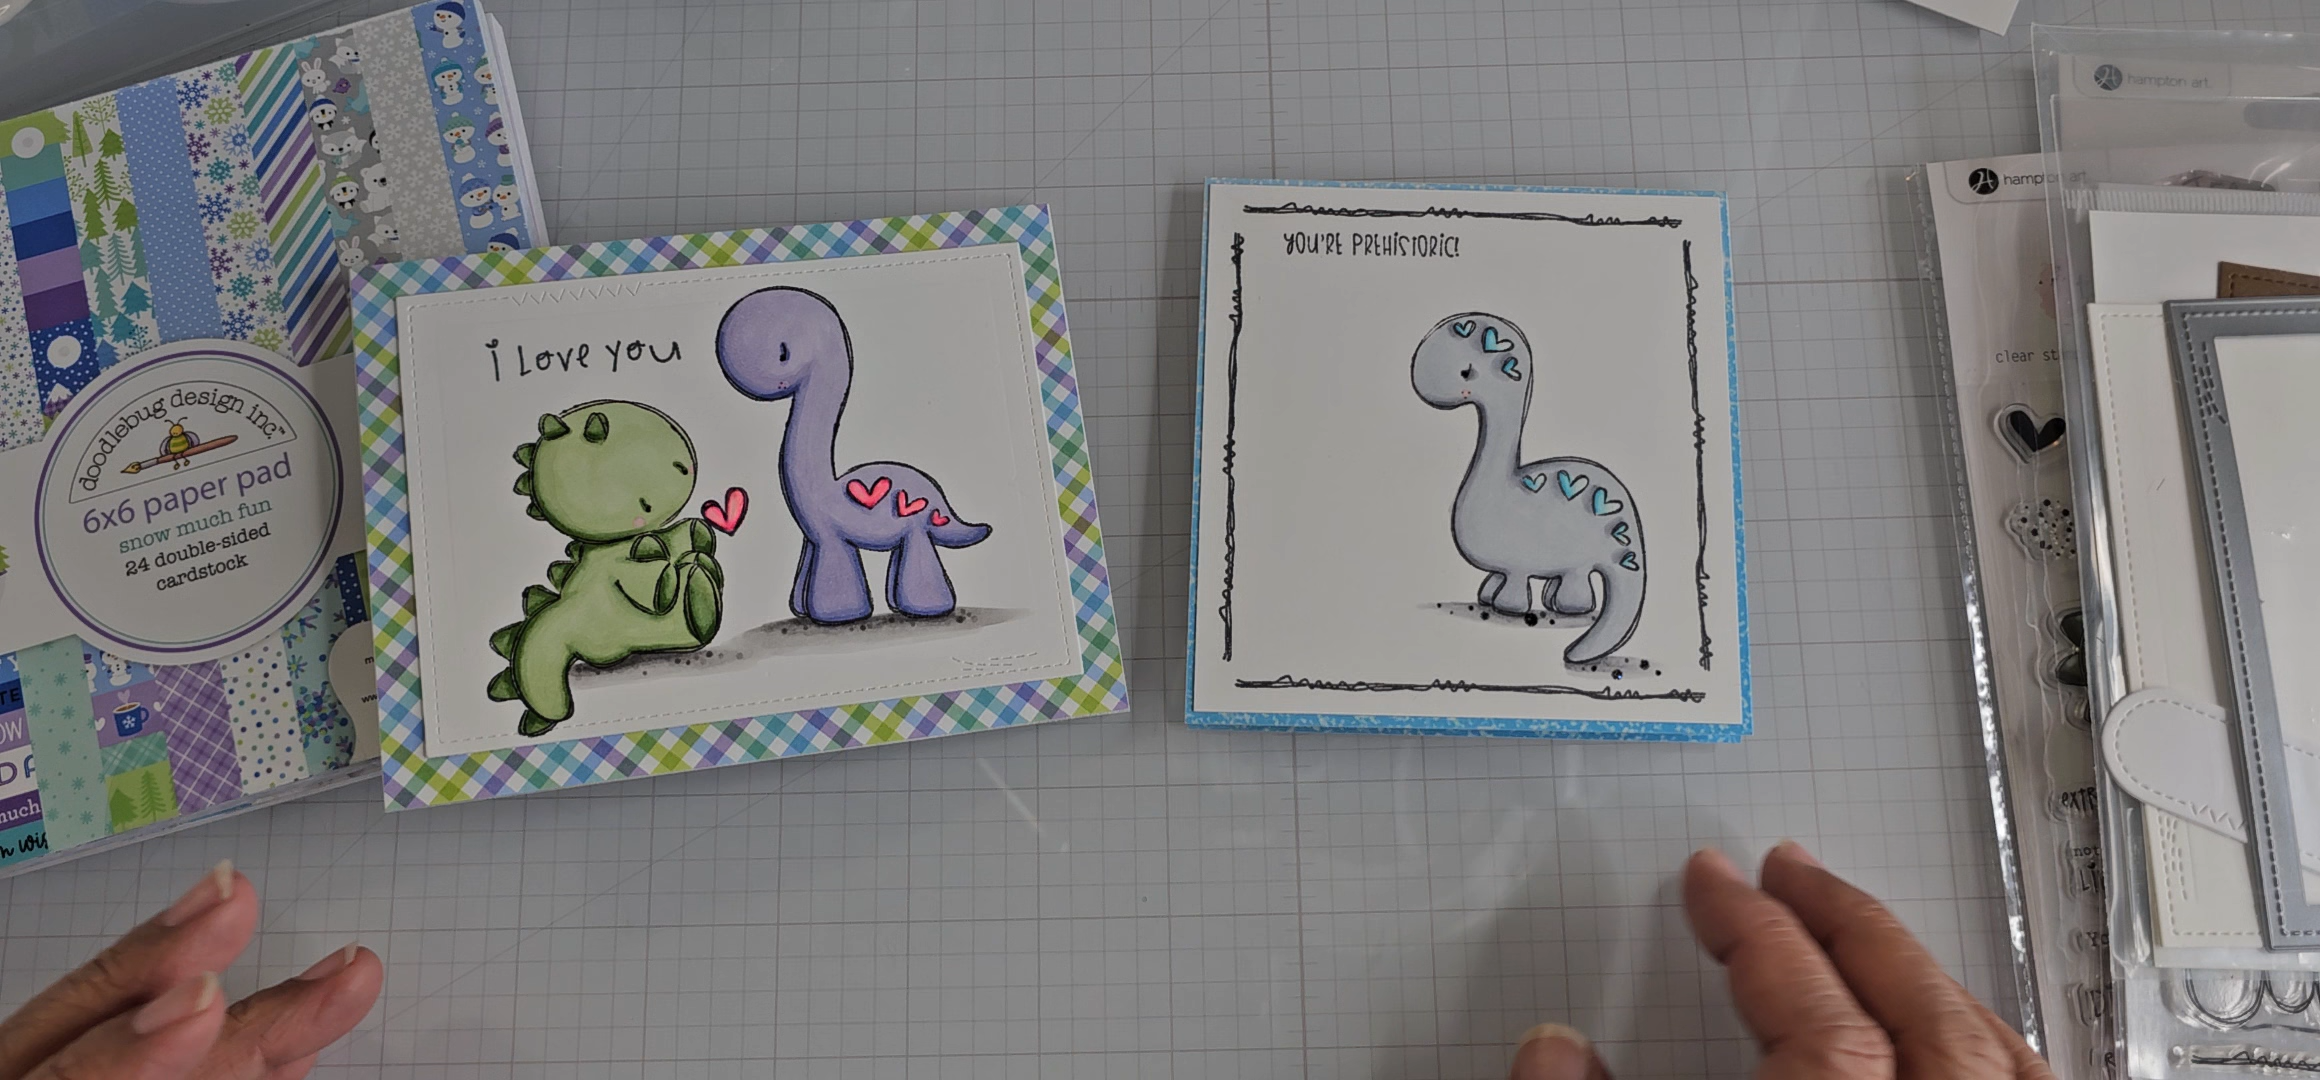 doodlebug design inc.™
6x6 paper pad
snow much fun
24 double-sided
cardstock
i Love you
YOU'RE PREHISTORIC!
hampton art
hampton art.
clear